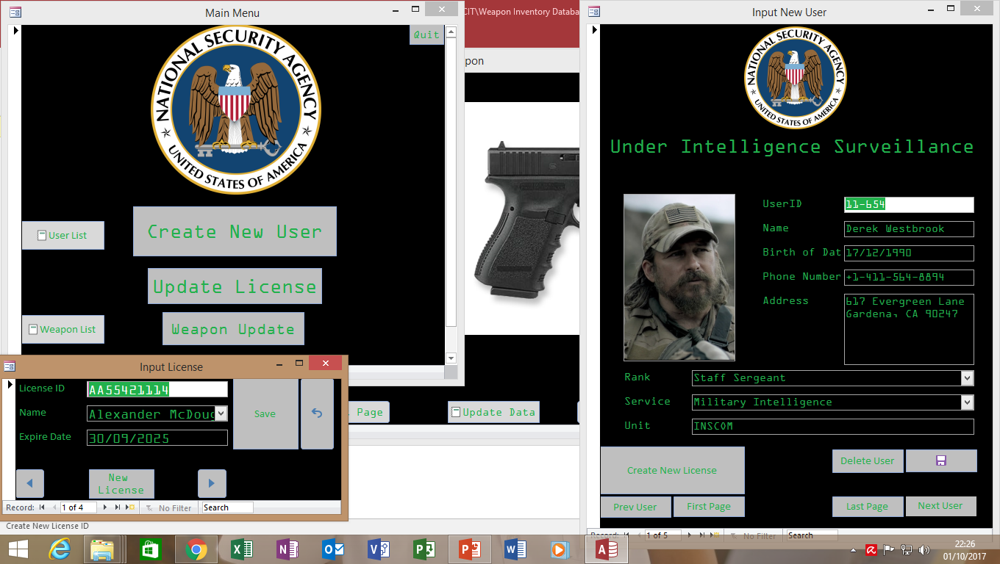 Main Menu
Quit
NATIONAL SECURITY AGENCY
UNITED STATES OF AMERICA
Create New User
User List
Update License
Weapon List
Weapon Update
CIT\Weapon Inventory Databa
pon
Page
Update Data
Input License
License ID
AA55421114
Name
Alexander McDoug
Expire Date
30/09/2025
Save
New
License
Record:
1 of 4
No Filter
Search
Create New License ID
Input New User
NATIONAL SECURITY AGENCY
UNITED STATES OF AMERICA
Under Intelligence Surveillance
UserID
11-654
Name
Derek Westbrook
Birth of Dat
17/12/1990
Phone Number
+1-411-564-8894
Address
617 Evergreen Lane
Gardena, CA 90247
Rank
Staff Sergeant
Service
Military Intelligence
Unit
INSCOM
Create New License
Delete User
Prev User
First Page
Last Page
Next User
Record:
1 of 5
No Filter
Search
22:26
01/10/2017